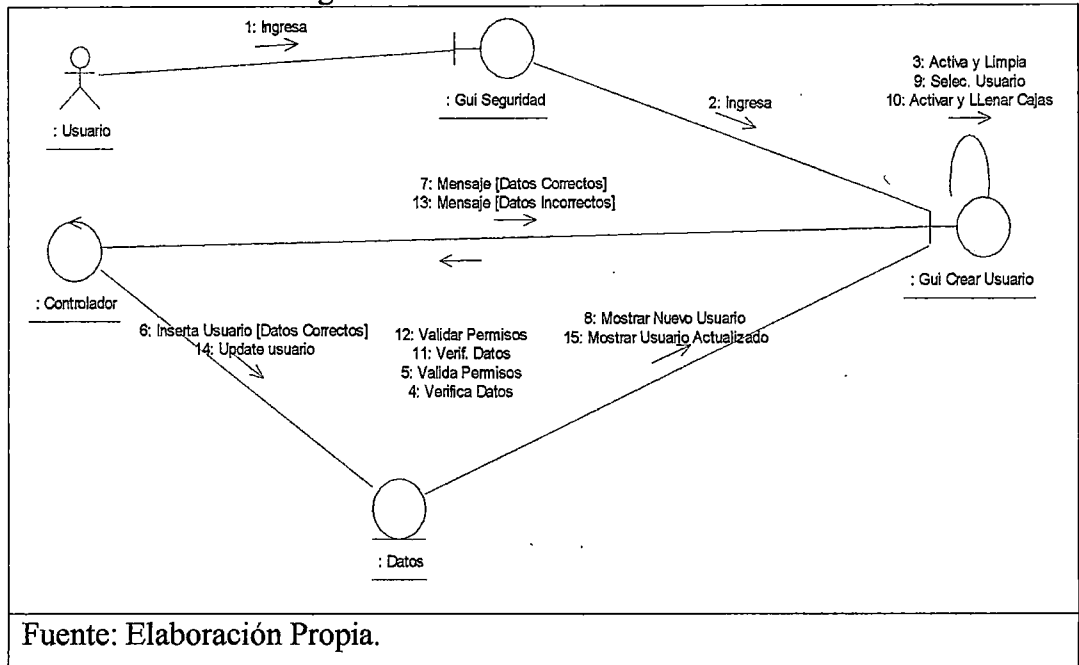 1: Ingresa
: Usuario
: Gui Seguridad
2: Ingresa
3: Activa y Limpia
9: Selec. Usuario
10: Activar y LLenar Cajas
7: Mensaje [Datos Correctos]
13: Mensaje [Datos Incorrectos]
: Controlador
: Gui Crear Usuario
6: Inserta Usuario [Datos Correctos]
14: Update usuario
12: Validar Permisos
11: Verif. Datos
5: Valida Permisos
4: Verifica Datos
8: Mostrar Nuevo Usuario
15: Mostrar Usuario Actualizado
: Datos
Fuente: Elaboración Propia.